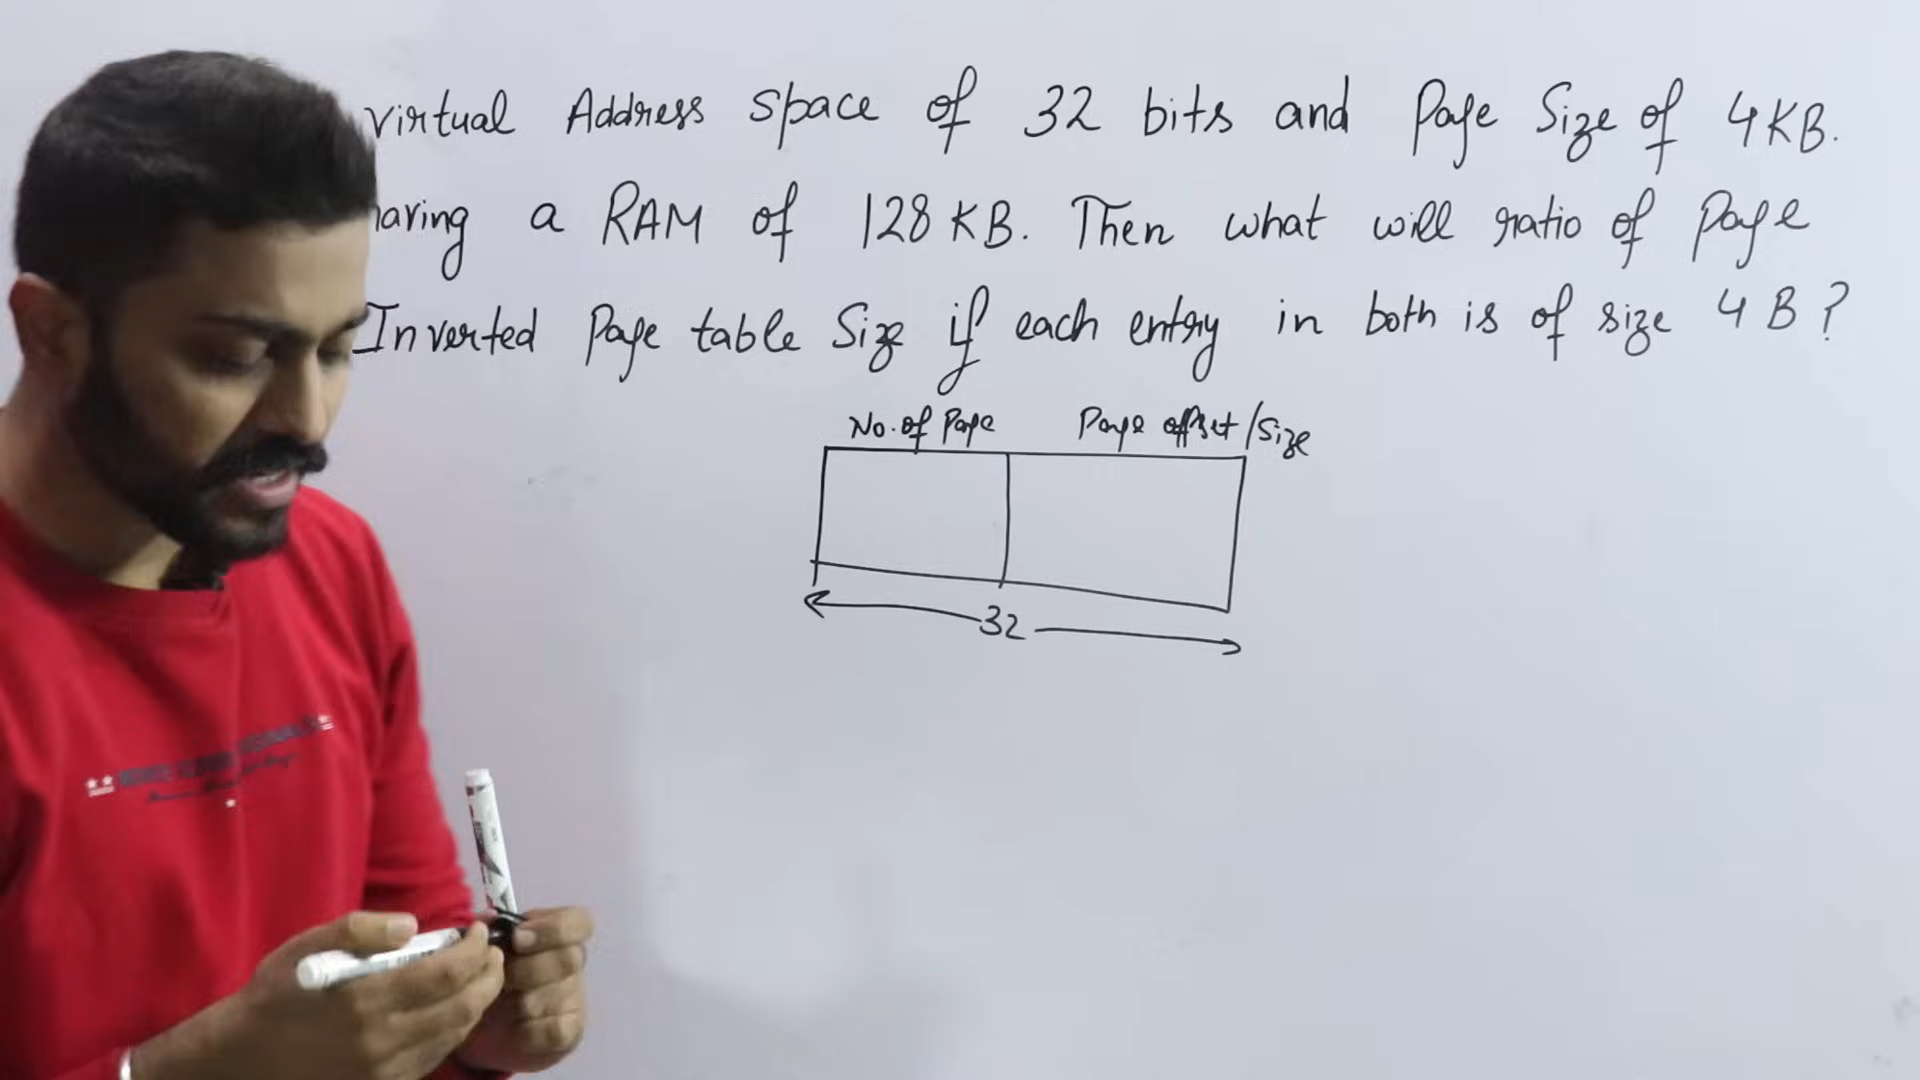 virtual Address space of 32 bits and Page Size of 4KB.
having a RAM of 128 KB. Then what will ratio of Page
Inverted Page table Size if each entry in both is of size 4 B?
No. of Page Page offset/Size
32